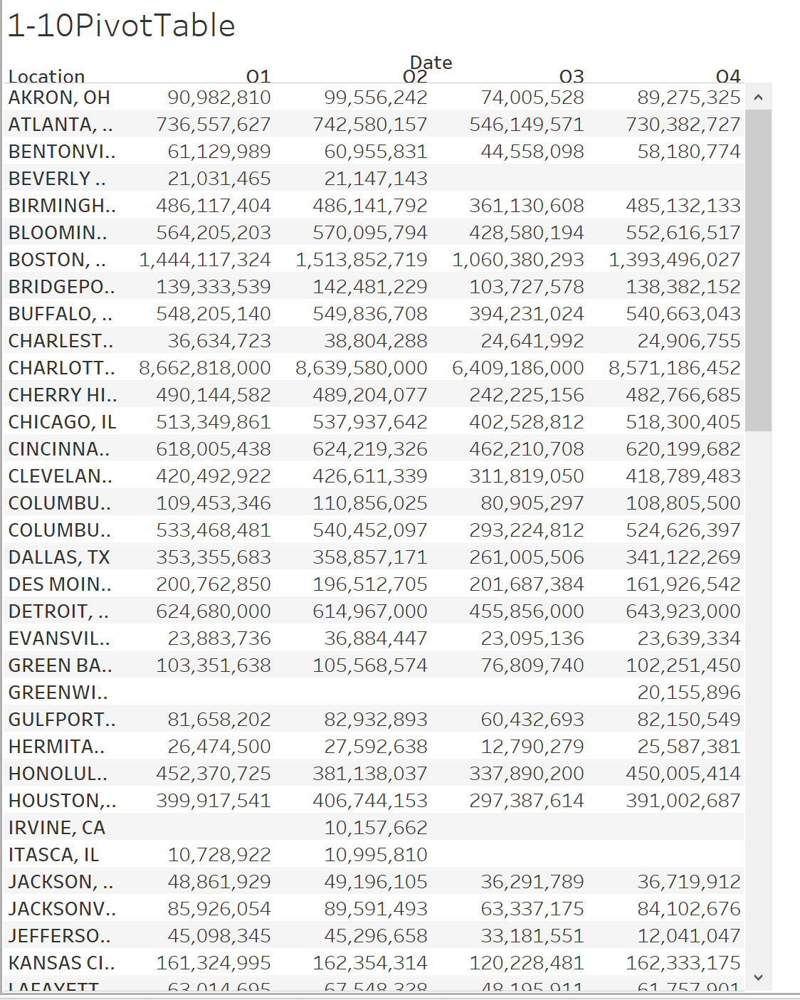 1-10PivotTable
Date
Location Q1 Q2 Q3 Q4
AKRON, OH 90,982,810 99,556,242 74,005,528 89,275,325
ATLANTA, .. 736,557,627 742,580,157 546,149,571 730,382,727
BENTONVI.. 61,129,989 60,955,831 44,558,098 58,180,774
BEVERLY .. 21,031,465 21,147,143
BIRMINGH.. 486,117,404 486,141,792 361,130,608 485,132,133
BLOOMIN.. 564,205,203 570,095,794 428,580,194 552,616,517
BOSTON, .. 1,444,117,324 1,513,852,719 1,060,380,293 1,393,496,027
BRIDGEPO.. 139,333,539 142,481,229 103,727,578 138,382,152
BUFFALO, .. 548,205,140 549,836,708 394,231,024 540,663,043
CHARLEST.. 36,634,723 38,804,288 24,641,992 24,906,755
CHARLOTT.. 8,662,818,000 8,639,580,000 6,409,186,000 8,571,186,452
CHERRY HI.. 490,144,582 489,204,077 242,225,156 482,766,685
CHICAGO, IL 513,349,861 537,937,642 402,528,812 518,300,405
CINCINNA.. 618,005,438 624,219,326 462,210,708 620,199,682
CLEVELAN.. 420,492,922 426,611,339 311,819,050 418,789,483
COLUMBU.. 109,453,346 110,856,025 80,905,297 108,805,500
COLUMBU.. 533,468,481 540,452,097 293,224,812 524,626,397
DALLAS, TX 353,355,683 358,857,171 261,005,506 341,122,269
DES MOIN.. 200,762,850 196,512,705 201,687,384 161,926,542
DETROIT, .. 624,680,000 614,967,000 455,856,000 643,923,000
EVANSVIL.. 23,883,736 36,884,447 23,095,136 23,639,334
GREEN BA.. 103,351,638 105,568,574 76,809,740 102,251,450
GREENWI.. 20,155,896
GULFPORT.. 81,658,202 82,932,893 60,432,693 82,150,549
HERMITA.. 26,474,500 27,592,638 12,790,279 25,587,381
HONOLUL.. 452,370,725 381,138,037 337,890,200 450,005,414
HOUSTON,.. 399,917,541 406,744,153 297,387,614 391,002,687
IRVINE, CA 10,157,662
ITASCA, IL 10,728,922 10,995,810
JACKSON, .. 48,861,929 49,196,105 36,291,789 36,719,912
JACKSONV.. 85,926,054 89,591,493 63,337,175 84,102,676
JEFFERSO.. 45,098,345 45,296,658 33,181,551 12,041,047
KANSAS CI.. 161,324,995 162,354,314 120,228,481 162,333,175
LAFAYETT.. 63,014,695 67,548,328 48,195,911 61,757,901